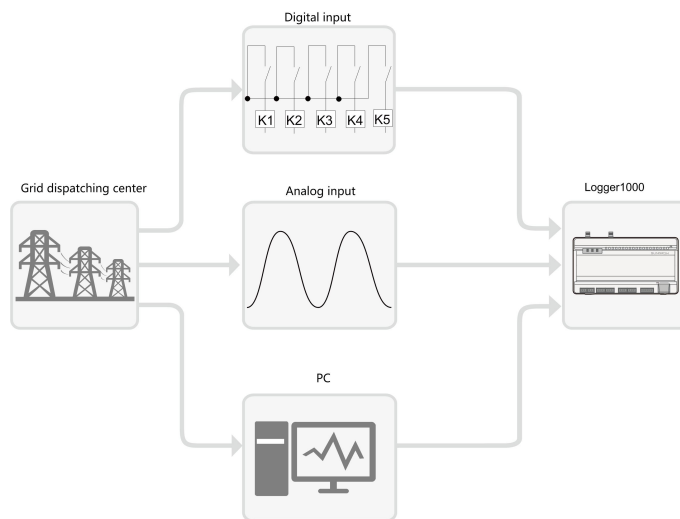 Digital input
K1 K2 K3 K4 K5
Grid dispatching center
Analog input
Logger1000
PC